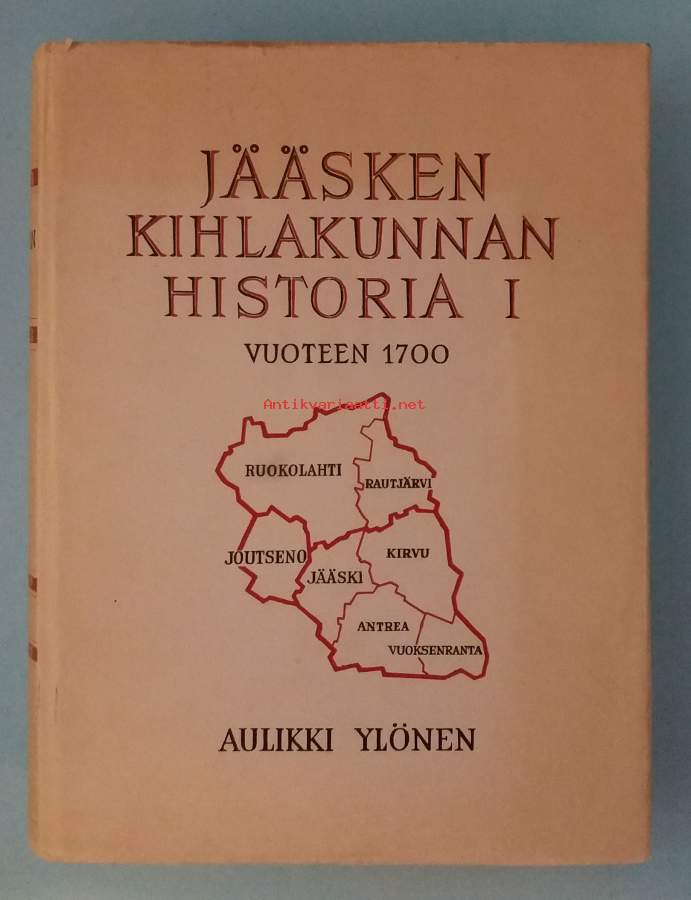 JÄÄSKEN
KIHLAKUNNAN
HISTORIA I
VUOTEEN 1700
Antikvariaatti.net
RUOKOLAHTI
RAUTJÄRVI
JOUTSENO
KIRVU
JÄÄSKI
ANTREA
VUOKSENRANTA
AULIKKI YLÖNEN